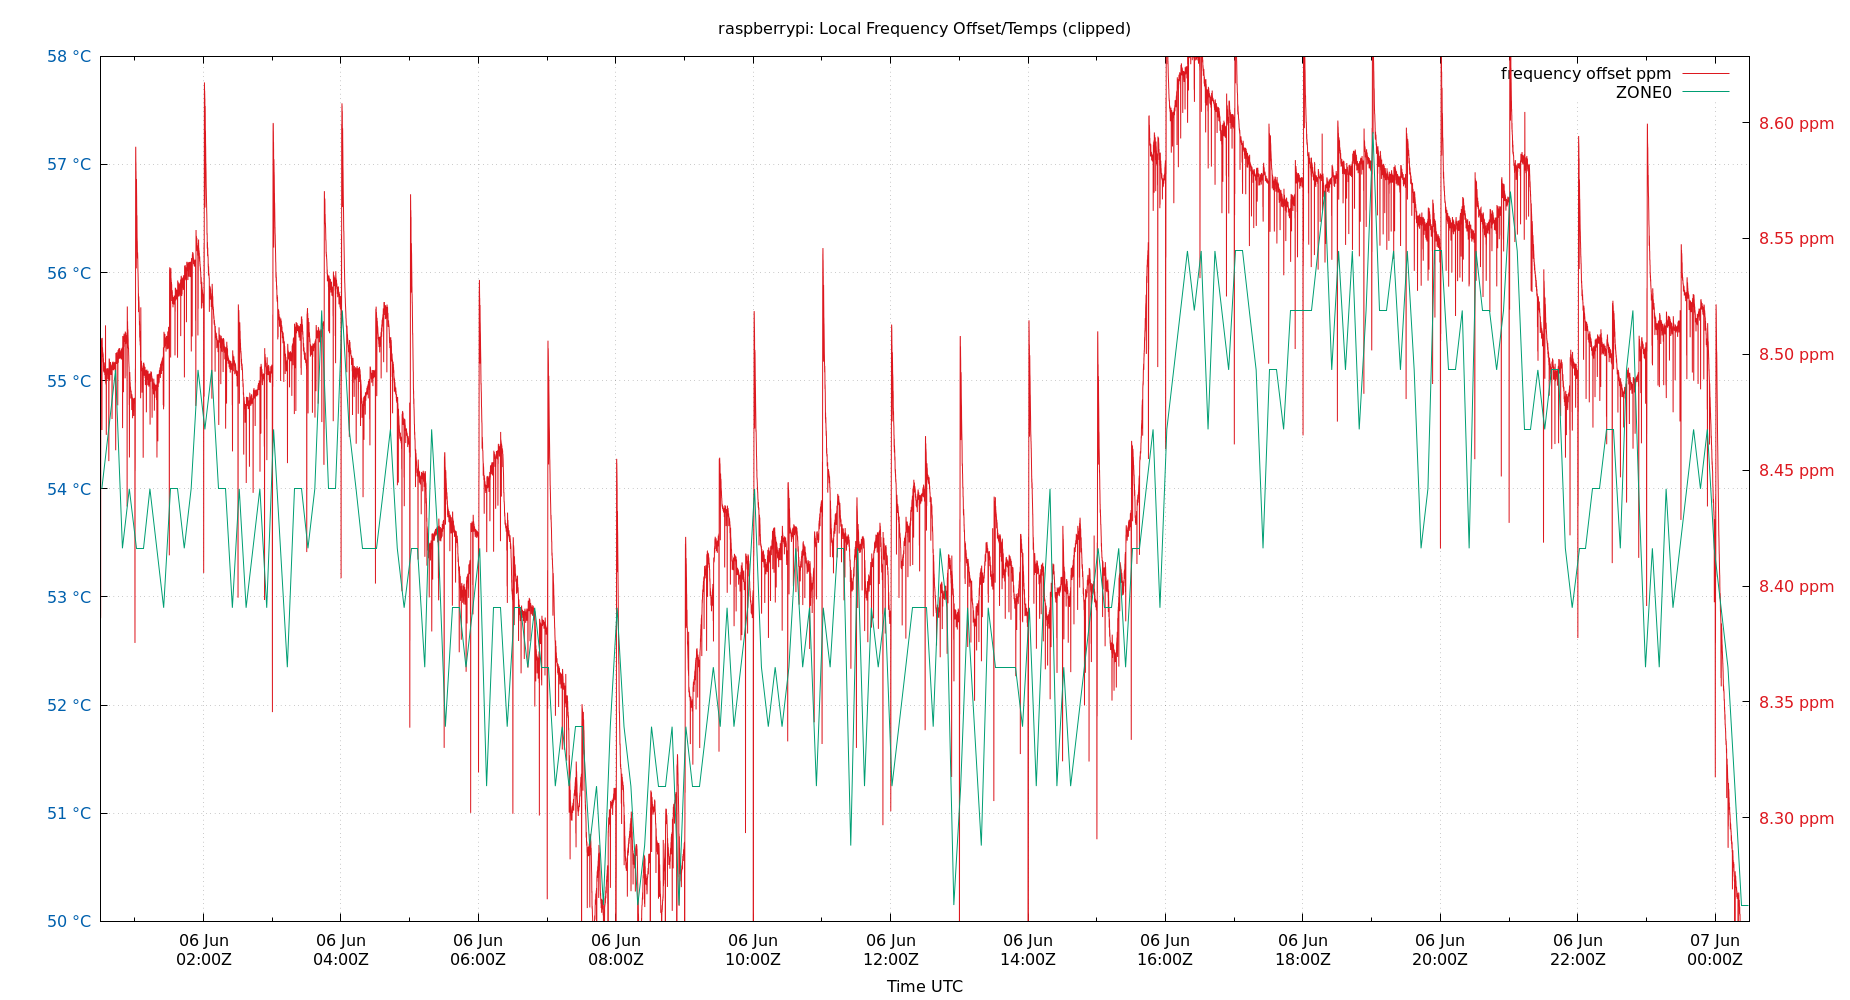 raspberrypi: Local Frequency Offset/Temps (clipped)
58 °C
57 °C
56 °C
55 °C
54 °C
53 °C
52 °C
51 °C
50 °C
frequency offset ppm
ZONE0
8.60 ppm
8.55 ppm
8.50 ppm
8.45 ppm
8.40 ppm
8.35 ppm
8.30 ppm
06 Jun 06 Jun 06 Jun 06 Jun 06 Jun 06 Jun 06 Jun 06 Jun 06 Jun 06 Jun 06 Jun 07 Jun
02:00Z 04:00Z 06:00Z 08:00Z 10:00Z 12:00Z 14:00Z 16:00Z 18:00Z 20:00Z 22:00Z 00:00Z
Time UTC